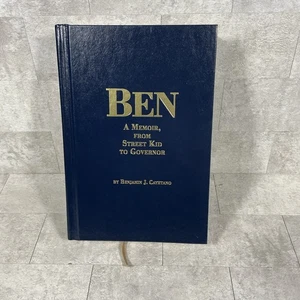 BEN
A Memoir,
from
Street Kid
to Governor
by Benjamin J. Cayetano